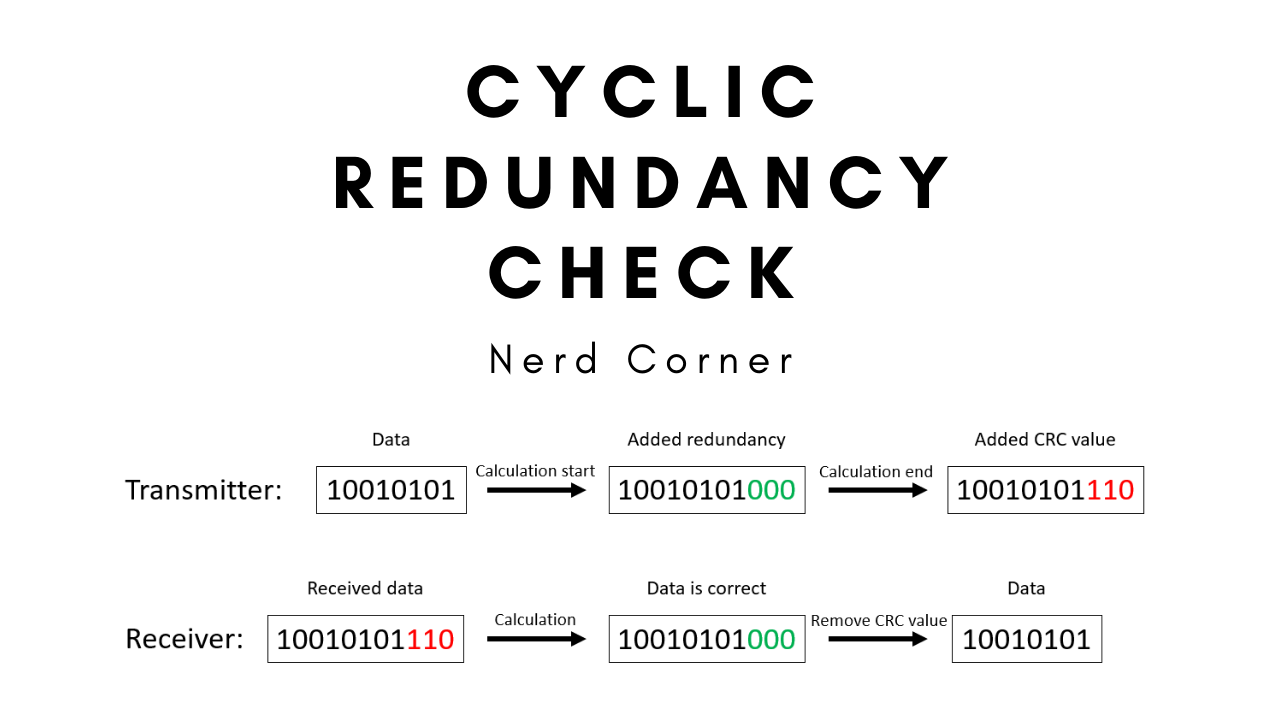 CYCLIC
REDUNDANCY
CHECK
Nerd Corner
Data
Added redundancy
Added CRC value
Transmitter:
10010101
Calculation start
10010101000
Calculation end
10010101110
Received data
Data is correct
Data
Receiver:
10010101110
Calculation
10010101000
Remove CRC value
10010101